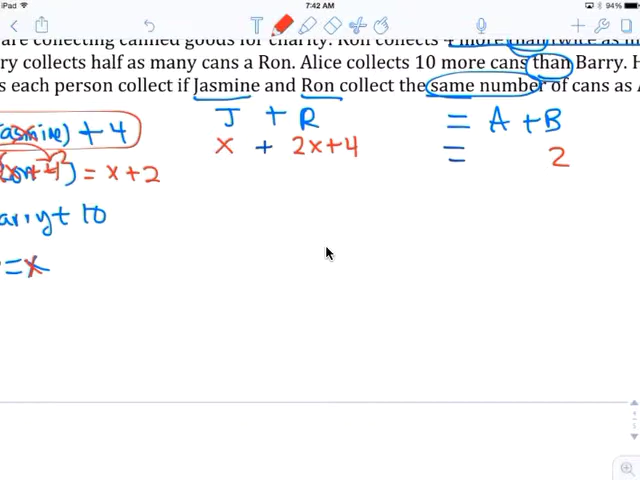 iPad 7:42 AM 94%
are collecting canned goods for charity. Ron collects 4 more than twice as m
ry collects half as many cans a Ron. Alice collects 10 more cans than Barry. H
s each person collect if Jasmine and Ron collect the same number of cans as A
J + R = A + B
asmine) + 4
x + 2x+4 = 2
) = x+2
arry + 10
= x